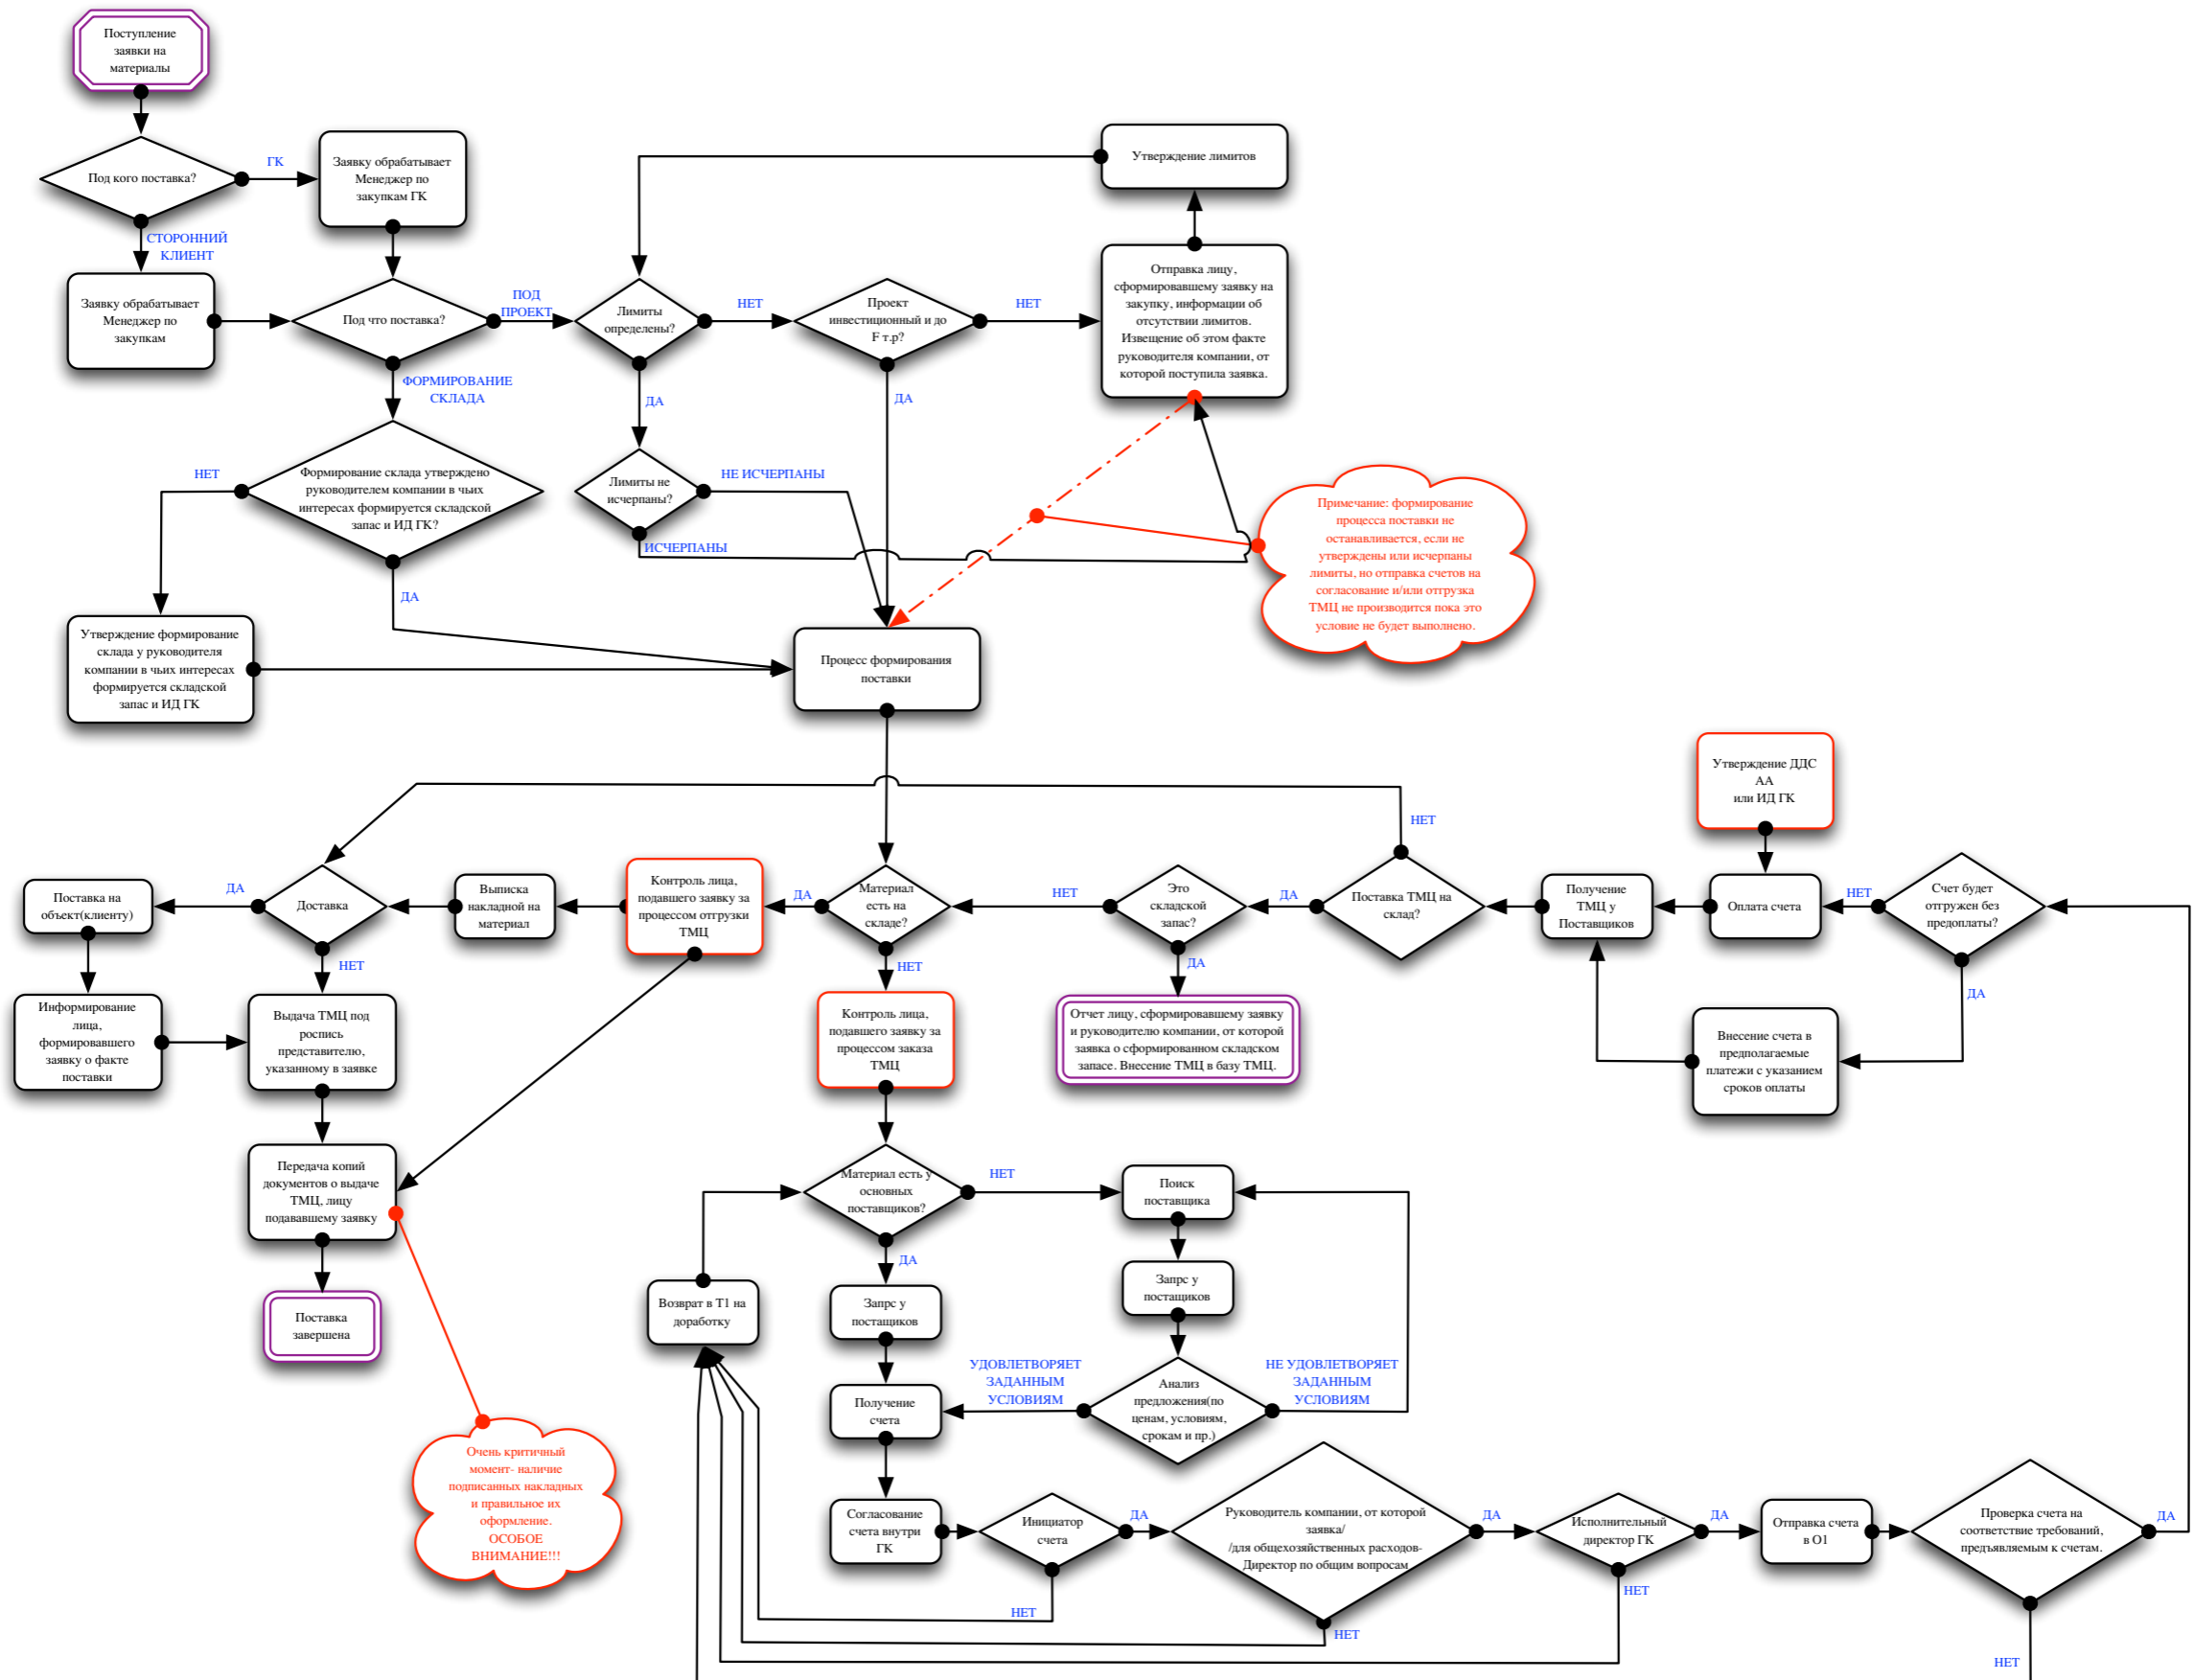 Поступление
заявки на
материалы
Под кого поставка?
ГК
Заявку обрабатывает
Менеджер по
закупкам ГК
Утверждение лимитов
СТОРОННИЙ
КЛИЕНТ
Заявку обрабатывает
Менеджер по
закупкам
Под что поставка?
ПОД
ПРОЕКТ
Лимиты
определены?
НЕТ
Проект
инвестиционный и до
F т.р?
НЕТ
Отправка лицу,
сформировавшему заявку на
закупку, информации об
отсутствии лимитов.
Извещение об этом факте
руководителя компании, от
которой поступила заявка.
ФОРМИРОВАНИЕ
СКЛАДА
ДА
ДА
НЕТ
Формирование склада утверждено
руководителем компании в чьих
интересах формируется складской
запас и ИД ГК?
Лимиты не
исчерпаны?
НЕ ИСЧЕРПАНЫ
ИСЧЕРПАНЫ
Примечание: формирование
процесса поставки не
останавливается, если не
утверждены или исчерпаны
лимиты, но отправка счетов на
согласование и/или отгрузка
ТМЦ не производится пока это
условие не будет выполнено.
ДА
Утверждение формирование
склада у руководителя
компании в чьих интересах
формируется складской
запас и ИД ГК
Процесс формирования
поставки
Утверждение ДДС
АА
или ИД ГК
НЕТ
Поставка на
объект(клиенту)
ДА
Доставка
Выписка
накладной на
материал
Контроль лица,
подавшего заявку за
процессом отгрузки
ТМЦ
ДА
Материал
есть на
складе?
НЕТ
Это
складской
запас?
ДА
Поставка ТМЦ на
склад?
Получение
ТМЦ у
Поставщиков
Оплата счета
НЕТ
Счет будет
отгружен без
предоплаты?
НЕТ
НЕТ
ДА
ДА
Информирование
лица,
формировавшего
заявку о факте
поставки
Выдача ТМЦ под
роспись
представителю,
указанному в заявке
Контроль лица,
подавшего заявку за
процессом заказа
ТМЦ
Отчет лицу, сформировавшему заявку
и руководителю компании, от которой
заявка о сформированном складском
запасе. Внесение ТМЦ в базу ТМЦ.
Внесение счета в
предполагаемые
платежи с указанием
сроков оплаты
Передача копий
документов о выдаче
ТМЦ, лицу
подававшему заявку
Материал есть у
основных
поставщиков?
НЕТ
Поиск
поставщика
ДА
Поставка
завершена
Возврат в Т1 на
доработку
Запрс у
постащиков
Запрс у
постащиков
УДОВЛЕТВОРЯЕТ
ЗАДАННЫМ
УСЛОВИЯМ
НЕ УДОВЛЕТВОРЯЕТ
ЗАДАННЫМ
УСЛОВИЯМ
Получение
счета
Анализ
предложения(по
ценам, условиям,
срокам и пр.)
Очень критичный
момент- наличие
подписанных накладных
и правильное их
оформление.
ОСОБОЕ
ВНИМАНИЕ!!!
Согласование
счета внутри
ГК
Инициатор
счета
ДА
Руководитель компании, от которой
заявка/
/для общехозяйственных расходов-
Директор по общим вопросам
ДА
Исполнительный
директор ГК
ДА
Отправка счета
в О1
Проверка счета на
соответствие требований,
предъявляемым к счетам.
ДА
НЕТ
НЕТ
НЕТ
НЕТ